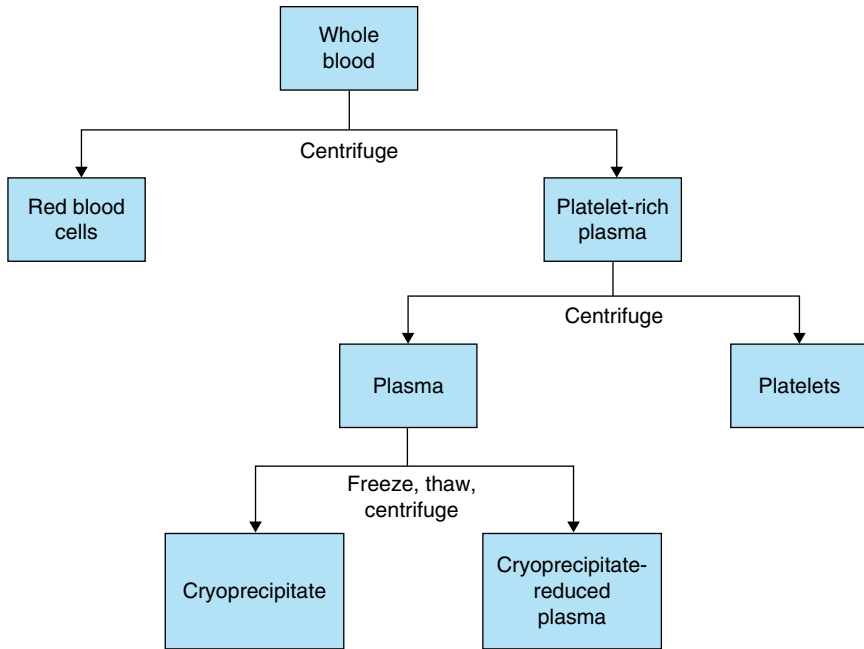 Whole
blood
Centrifuge
Red blood
cells
Platelet-rich
plasma
Centrifuge
Plasma
Platelets
Freeze, thaw,
centrifuge
Cryoprecipitate
Cryoprecipitate-
reduced
plasma